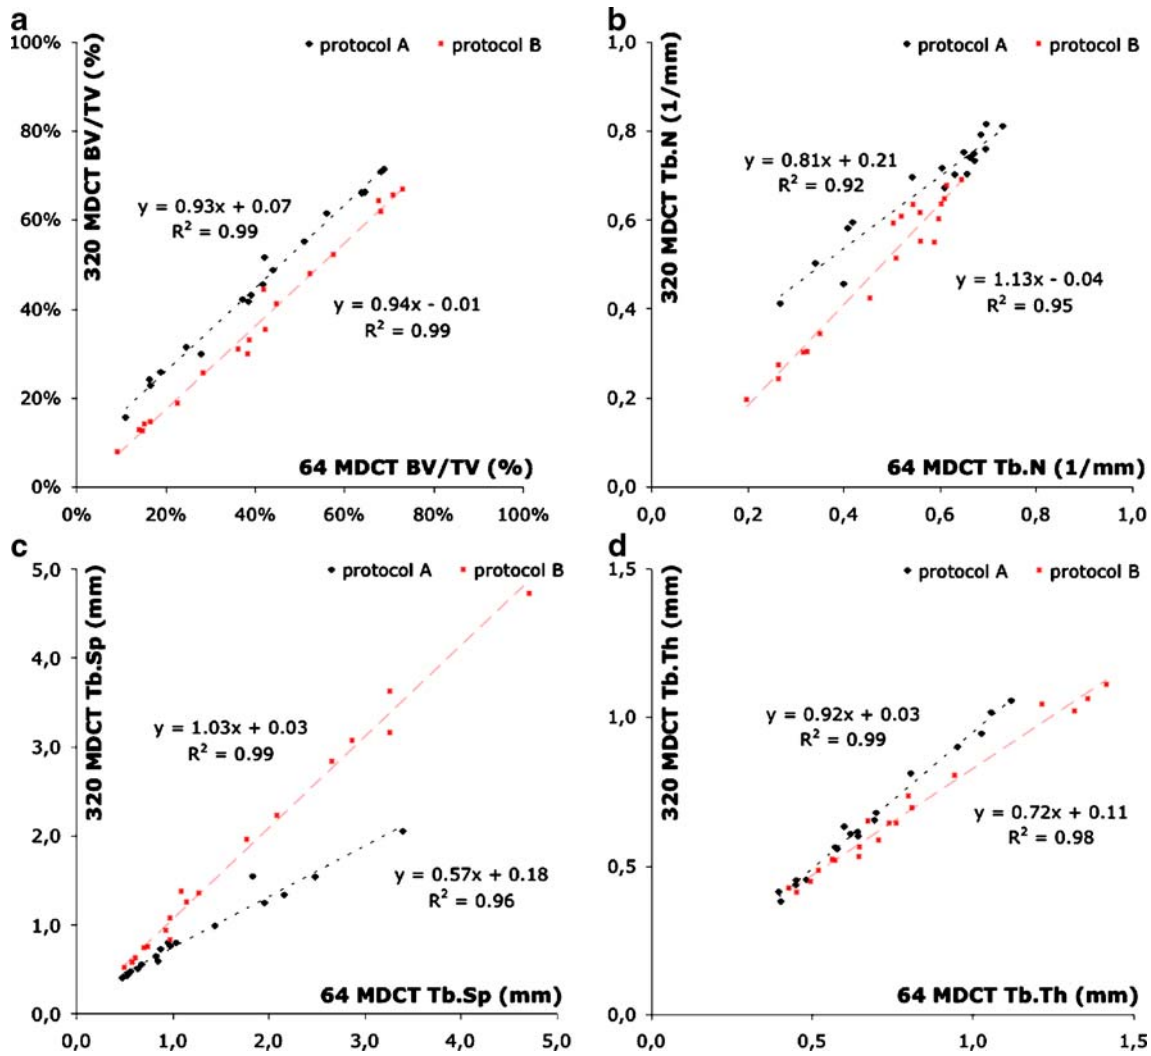 a
100%
80%
60%
40%
20%
0%
320 MDCT BV/TV (%)
protocol A protocol B
y = 0.93x + 0.07
R² = 0.99
y = 0.94x - 0.01
R² = 0.99
64 MDCT BV/TV (%)
0% 20% 40% 60% 80% 100%
b
1,0
0,8
0,6
0,4
0,2
0,0
320 MDCT Tb.N (1/mm)
protocol A protocol B
y = 0.81x + 0.21
R² = 0.92
y = 1.13x - 0.04
R² = 0.95
64 MDCT Tb.N (1/mm)
0,0 0,2 0,4 0,6 0,8 1,0
c
5,0
4,0
3,0
2,0
1,0
0,0
320 MDCT Tb.Sp (mm)
protocol A protocol B
y = 1.03x + 0.03
R² = 0.99
y = 0.57x + 0.18
R² = 0.96
64 MDCT Tb.Sp (mm)
0,0 1,0 2,0 3,0 4,0 5,0
d
1,5
1,0
0,5
0,0
320 MDCT Tb.Th (mm)
protocol A protocol B
y = 0.92x + 0.03
R² = 0.99
y = 0.72x + 0.11
R² = 0.98
64 MDCT Tb.Th (mm)
0,0 0,5 1,0 1,5